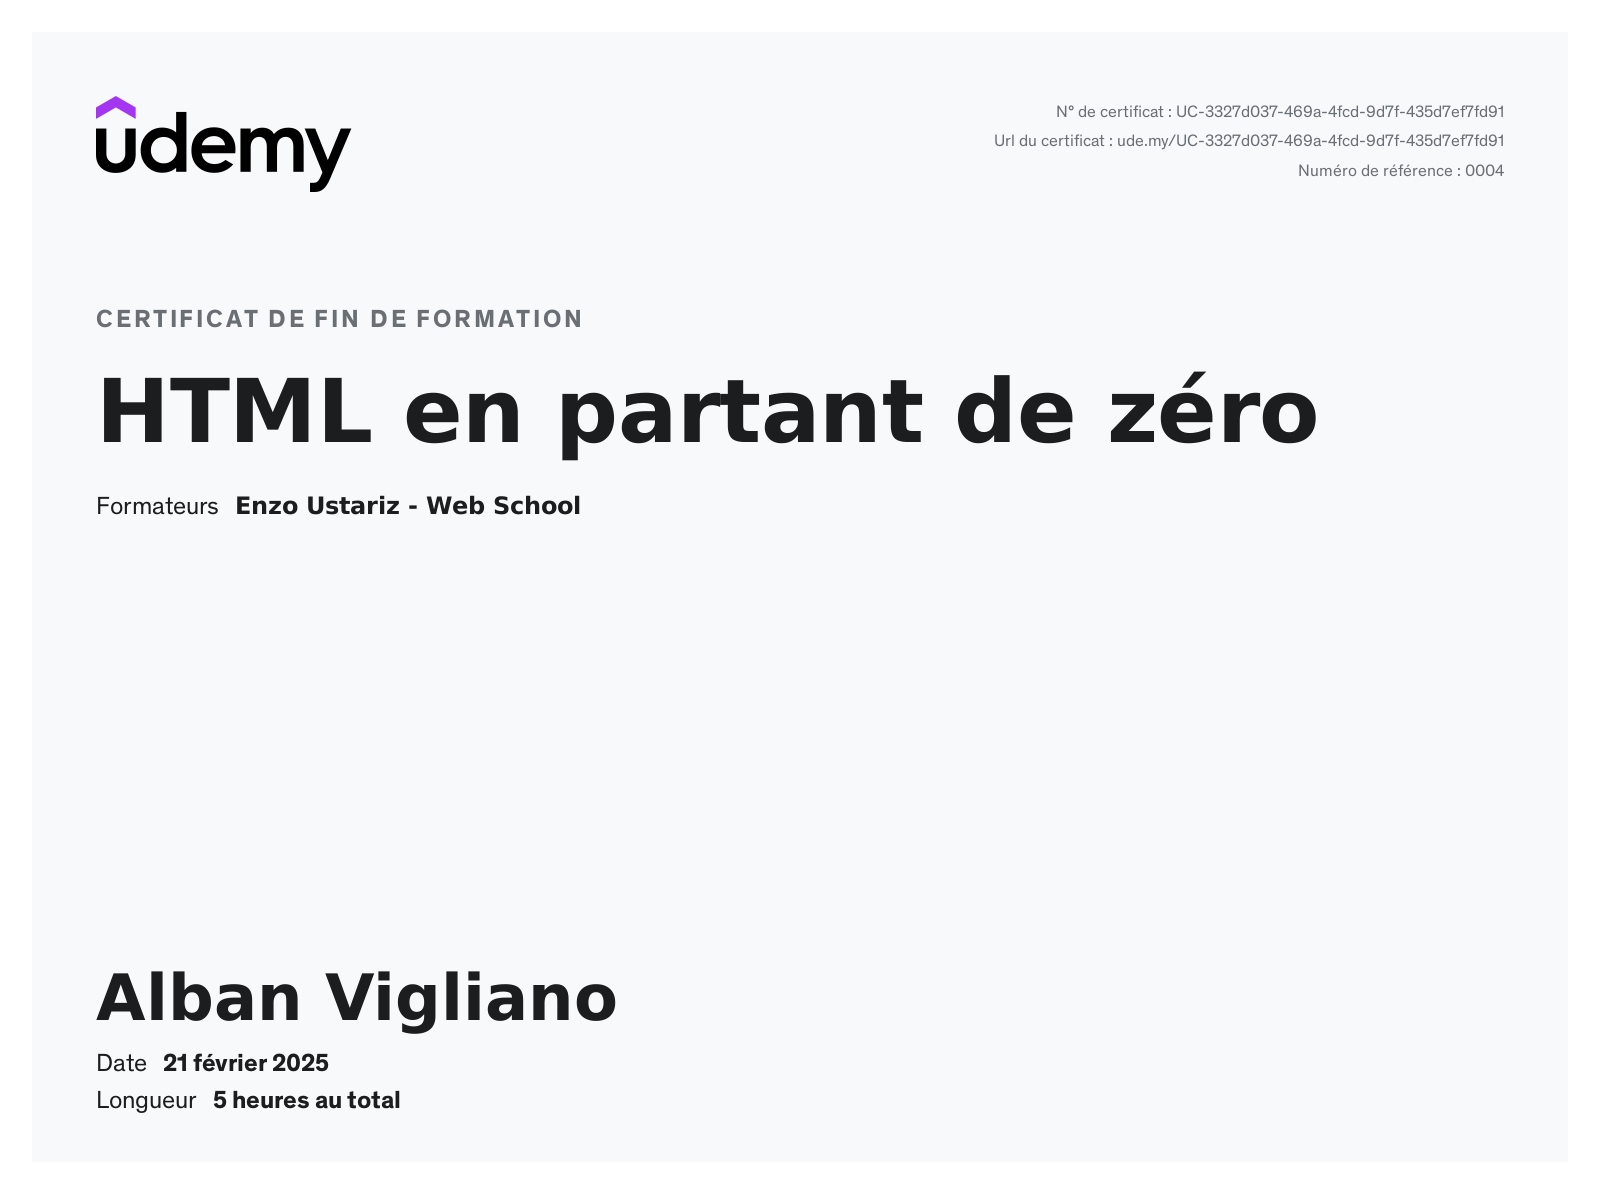 udemy
N° de certificat : UC-3327d037-469a-4fcd-9d7f-435d7ef7fd91
Url du certificat : ude.my/UC-3327d037-469a-4fcd-9d7f-435d7ef7fd91
Numéro de référence : 0004
CERTIFICAT DE FIN DE FORMATION
HTML en partant de zéro
Formateurs Enzo Ustariz - Web School
Alban Vigliano
Date 21 février 2025
Longueur 5 heures au total